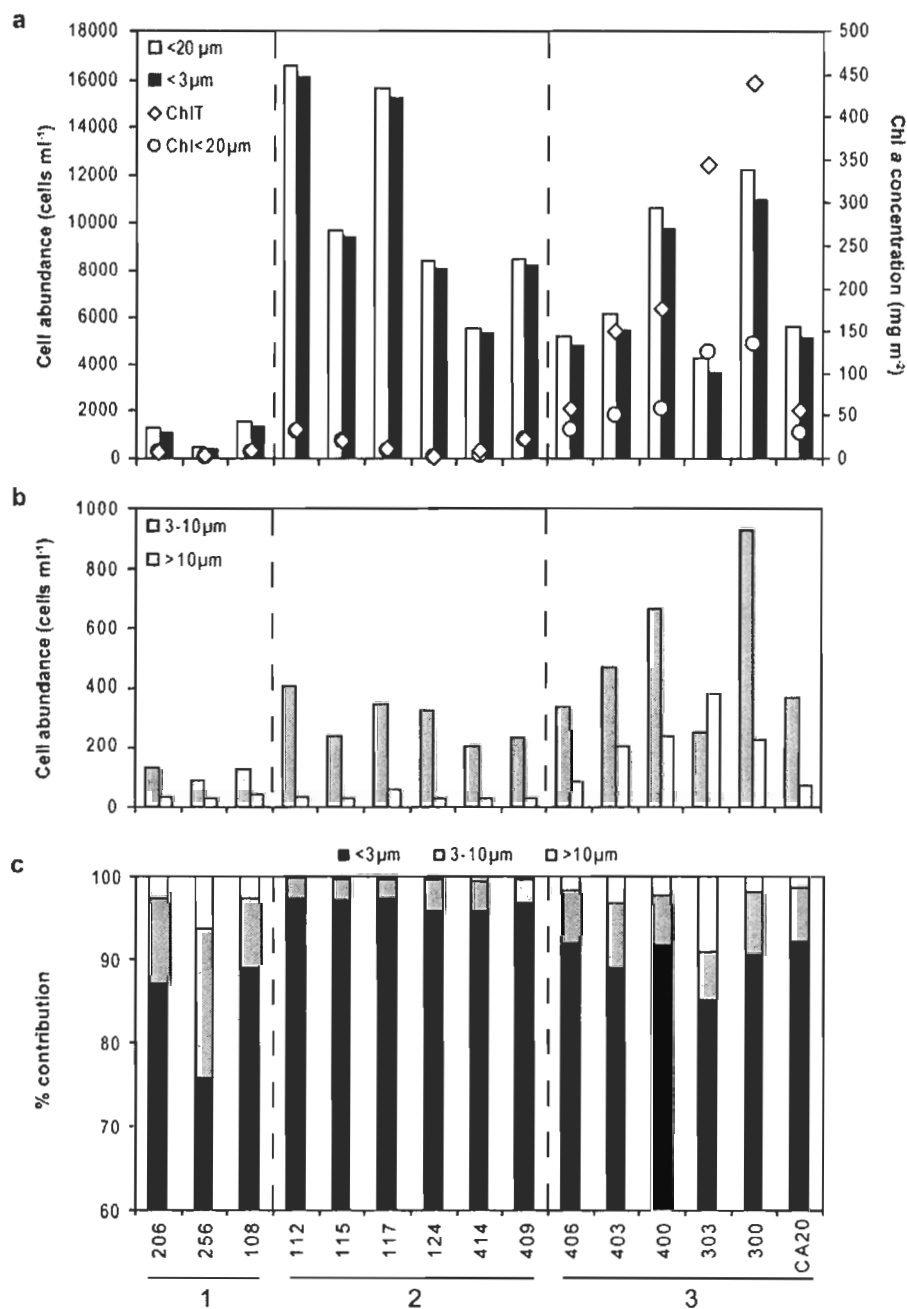 a
18000
16000
14000
12000
10000
8000
6000
4000
2000
0
Cell abundance (cells ml⁻¹)
<20 µm
<3µm
ChlT
Chl<20µm
500
450
400
350
300
250
200
150
100
50
0
Chl a concentration (mg m⁻²)
b
1000
800
600
400
200
0
Cell abundance (cells ml⁻¹)
3-10µm
>10µm
c
<3µm 3-10µm >10µm
100
90
80
70
60
% contribution
206 256 108 112 115 117 124 414 409 406 403 400 303 300 CA20
1 2 3